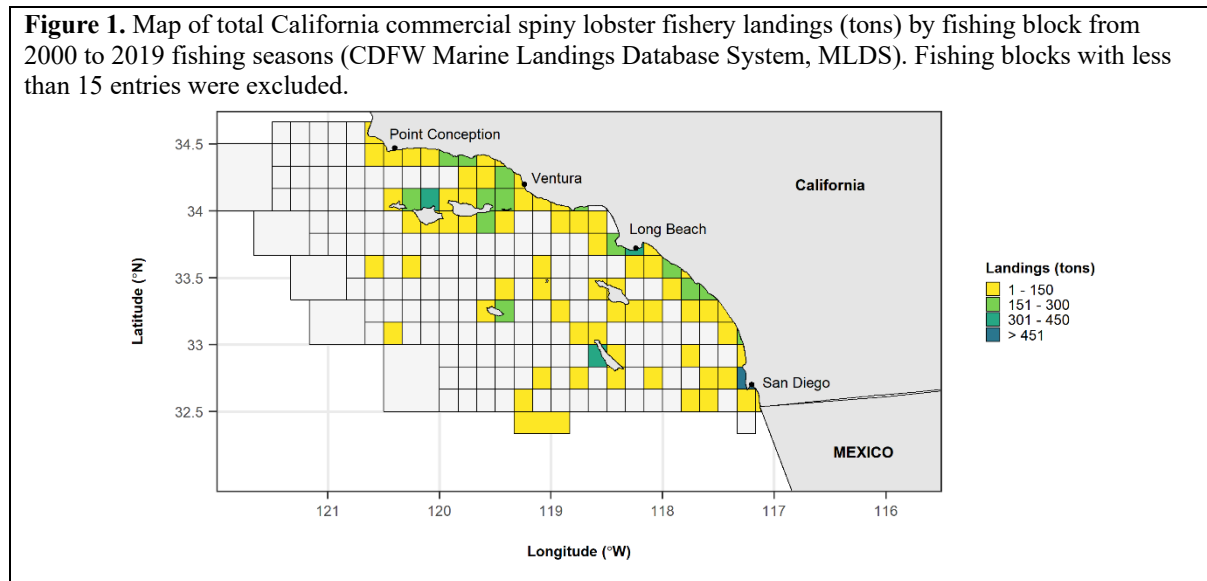 Figure 1. Map of total California commercial spiny lobster fishery landings (tons) by fishing block from
2000 to 2019 fishing seasons (CDFW Marine Landings Database System, MLDS). Fishing blocks with less
than 15 entries were excluded.
Point Conception
Ventura
California
Long Beach
San Diego
MEXICO
34.5
34
33.5
33
32.5
Latitude (°N)
121
120
119
118
117
116
Longitude (°W)
Landings (tons)
1 - 150
151 - 300
301 - 450
> 451